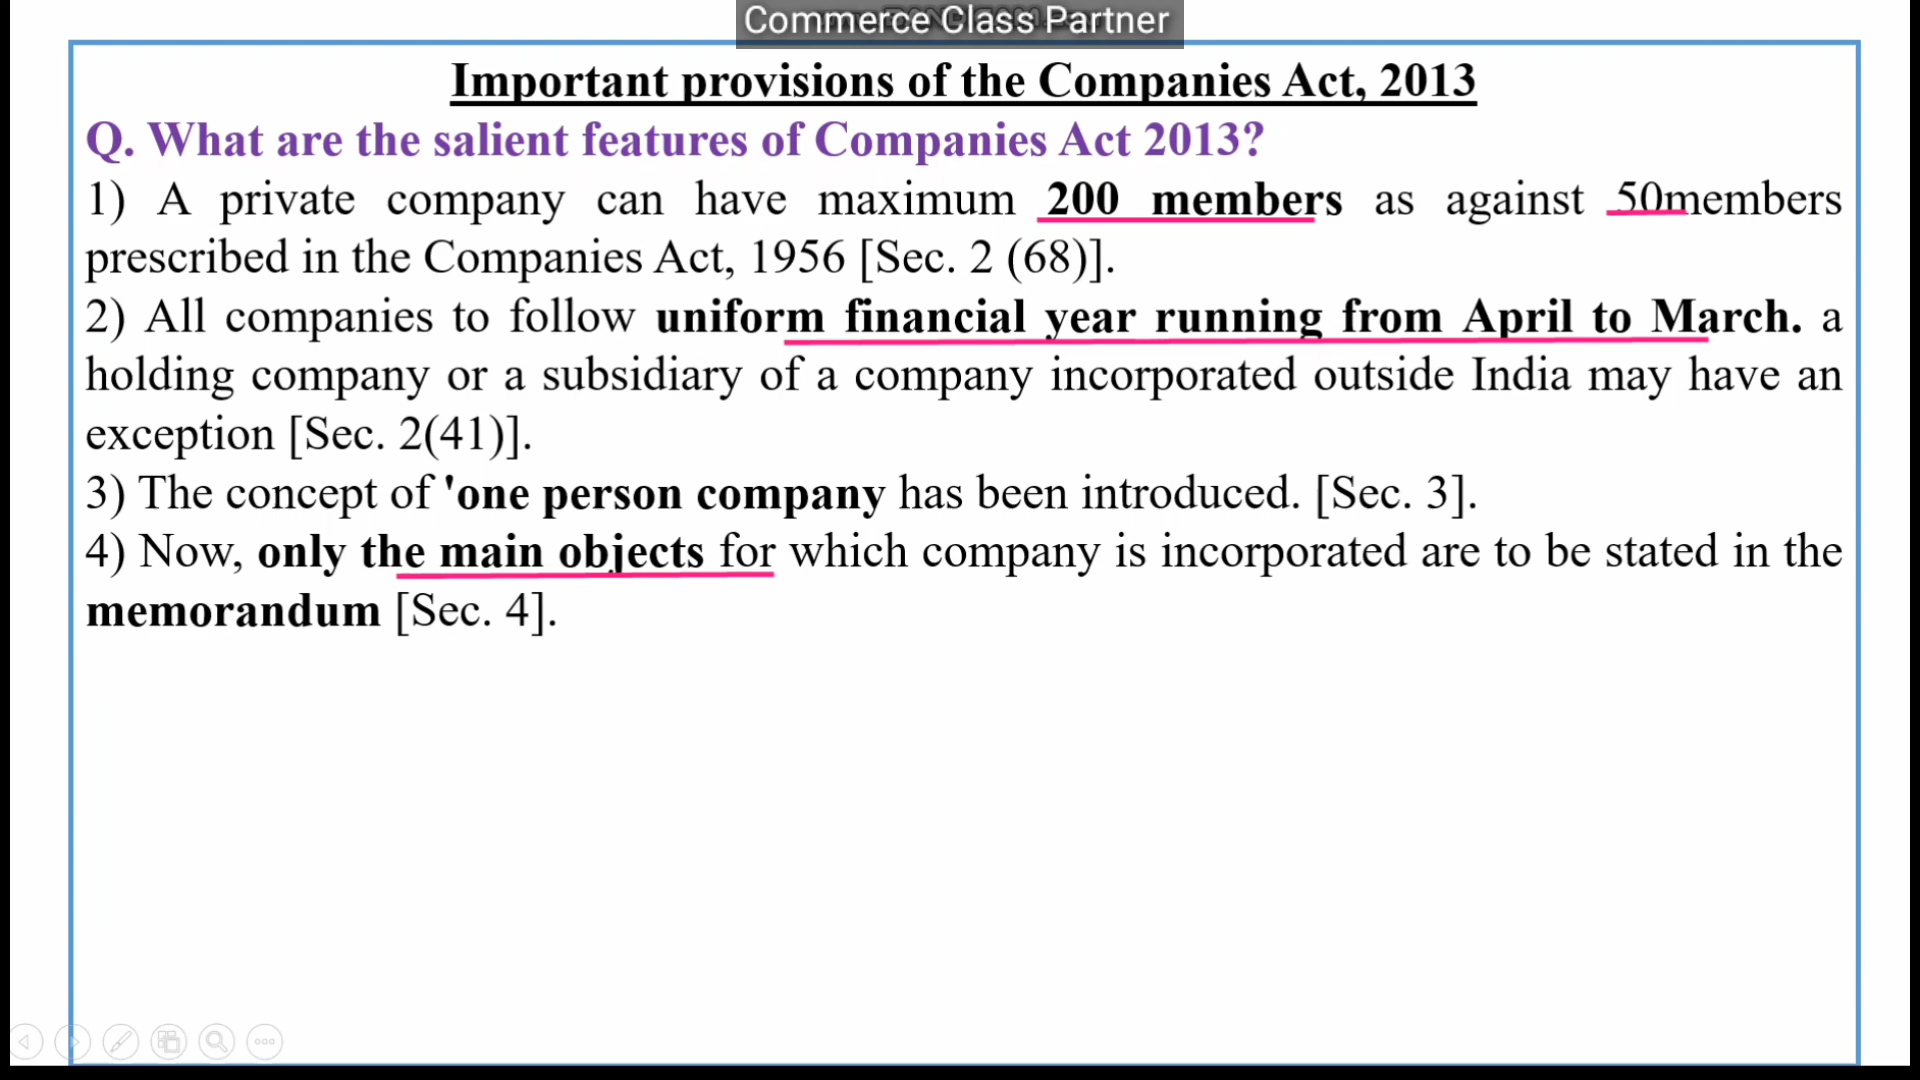 Commerce Class Partner
Important provisions of the Companies Act, 2013
Q. What are the salient features of Companies Act 2013?
1) A private company can have maximum 200 members as against 50members
prescribed in the Companies Act, 1956 [Sec. 2 (68)].
2) All companies to follow uniform financial year running from April to March. a
holding company or a subsidiary of a company incorporated outside India may have an
exception [Sec. 2(41)].
3) The concept of 'one person company has been introduced. [Sec. 3].
4) Now, only the main objects for which company is incorporated are to be stated in the
memorandum [Sec. 4].